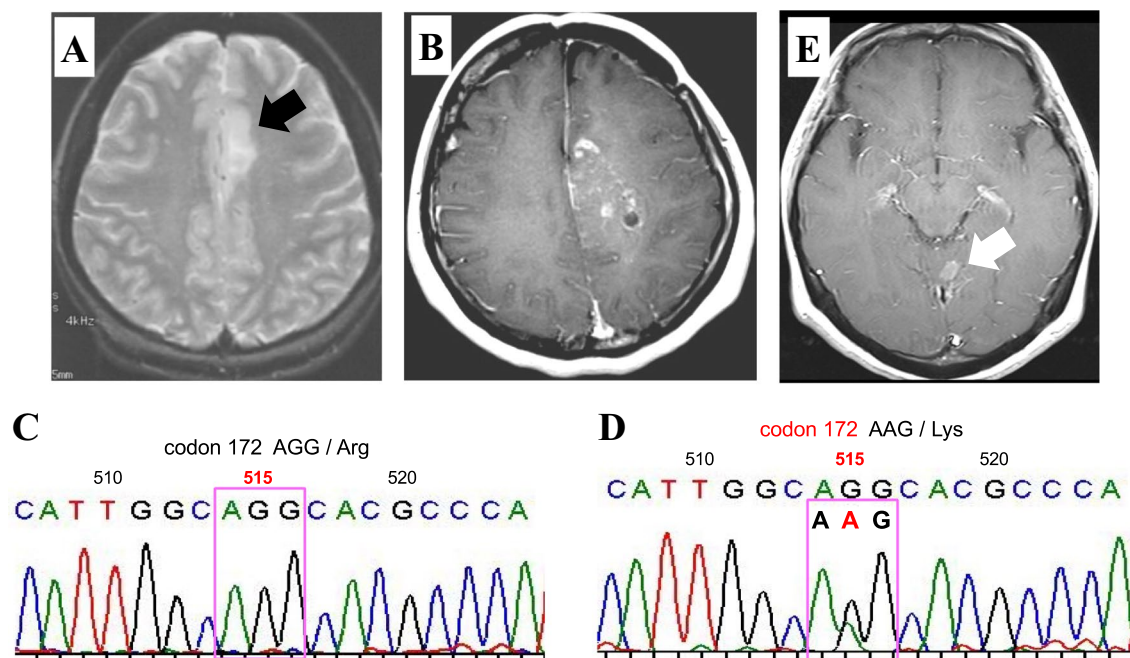 A
B
E
s
s
4kHz
5mm
C
codon 172 AGG / Arg
510 515 520
CATTGGCAGGCACGCCCA
D
codon 172 AAG / Lys
510 515 520
CATTGGCAGGCACGCCCA
A A G